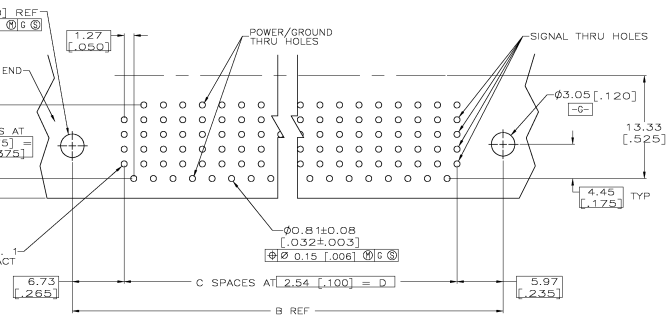 ] REF
Ⓜ G Ⓢ
1.27
[.050]
POWER/GROUND
THRU HOLES
SIGNAL THRU HOLES
END
⌀3.05 [.120]
-G-
S AT
5] =
375]
13.33
[.525]
4.45
[.175]
TYP
⌀0.81±0.08
[.032±.003]
⌖ ⌀ 0.15 [.006] Ⓜ G Ⓢ
. 1
ACT
6.73
[.265]
C SPACES AT 2.54 [.100] = D
5.97
[.235]
B REF